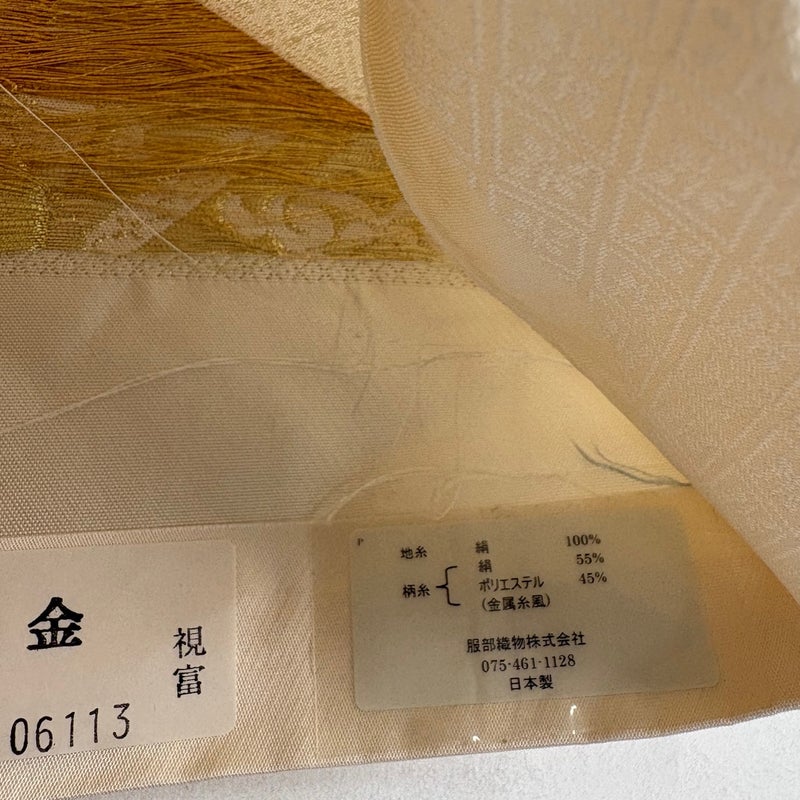 金
視富
06113
P
地糸 絹 100%
柄糸 { 絹 55%
ポリエステル 45%
(金属糸風)
服部織物株式会社
075-461-1128
日本製